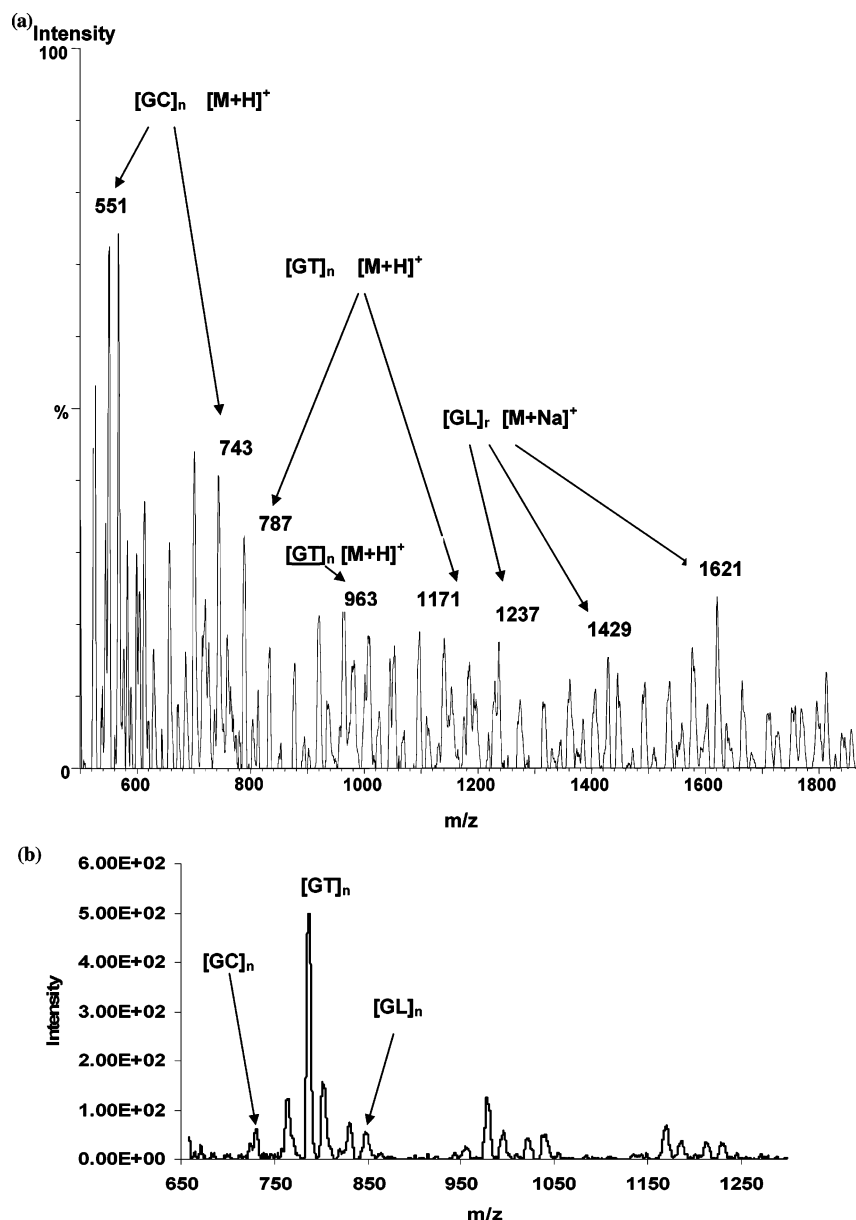 (a)
Intensity
100
[GC]n [M+H]+
551
[GT]n [M+H]+
%
[GL]r [M+Na]+
743
787
[GT]n [M+H]+
963
1171
1237
1429
1621
0
600
800
1000
1200
1400
1600
1800
m/z
(b)
6.00E+02
5.00E+02
4.00E+02
3.00E+02
2.00E+02
1.00E+02
0.00E+00
Intensity
[GT]n
[GC]n
[GL]n
650
750
850
950
1050
1150
1250
m/z